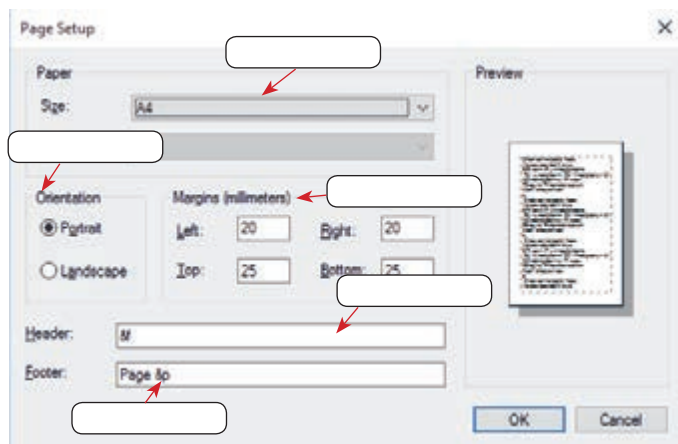 Page Setup
Paper
Size: A4
Orientation
Portrait
Landscape
Margins (millimeters)
Left: 20 Right: 20
Top: 25 Bottom: 25
Header: &f
Footer: Page &p
Preview
OK Cancel